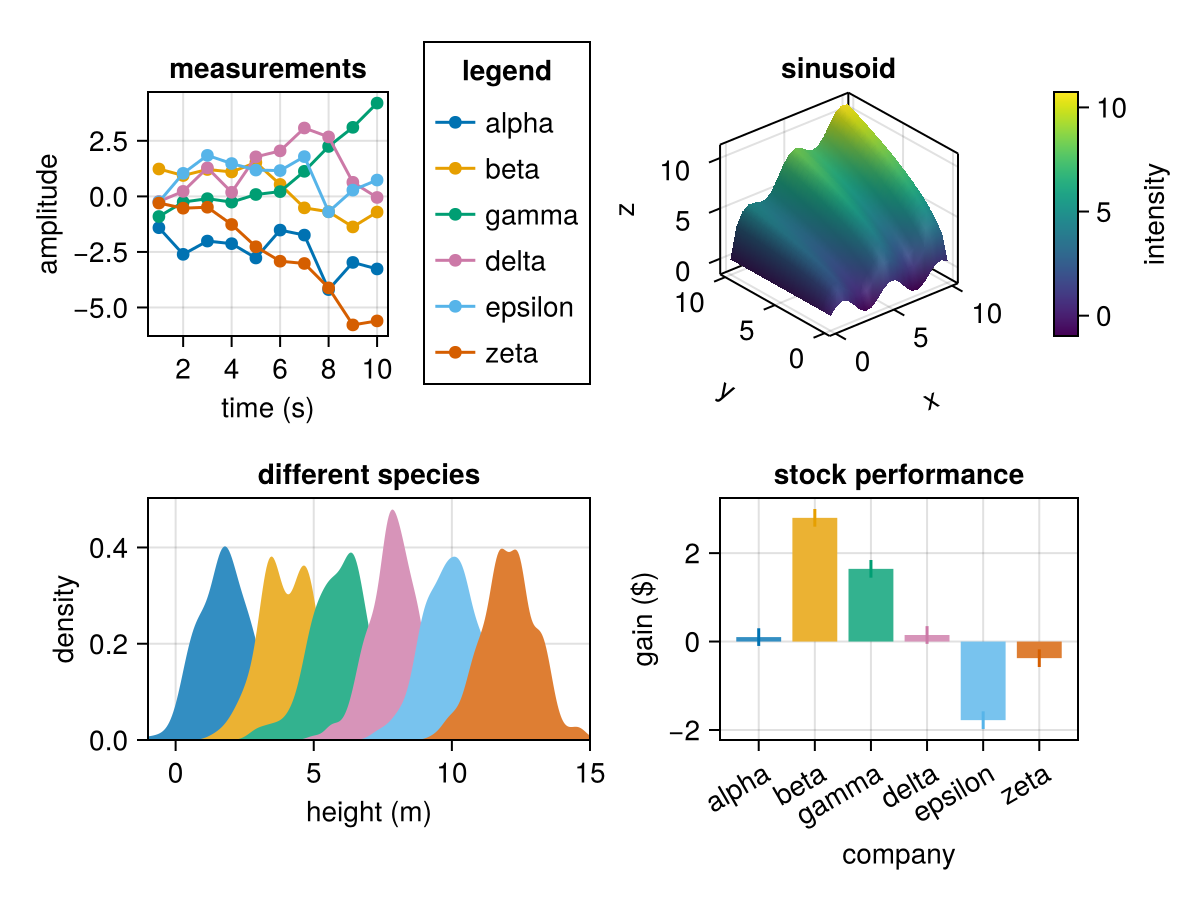 measurements
amplitude
2.5
0.0
−2.5
−5.0
2 4 6 8 10
time (s)
legend
alpha
beta
gamma
delta
epsilon
zeta
sinusoid
z
10
5
0
10
5
0
y
0
5
10
x
10
5
0
intensity
different species
density
0.4
0.2
0.0
0 5 10 15
height (m)
stock performance
gain ($)
2
0
−2
alpha beta gamma delta epsilon zeta
company